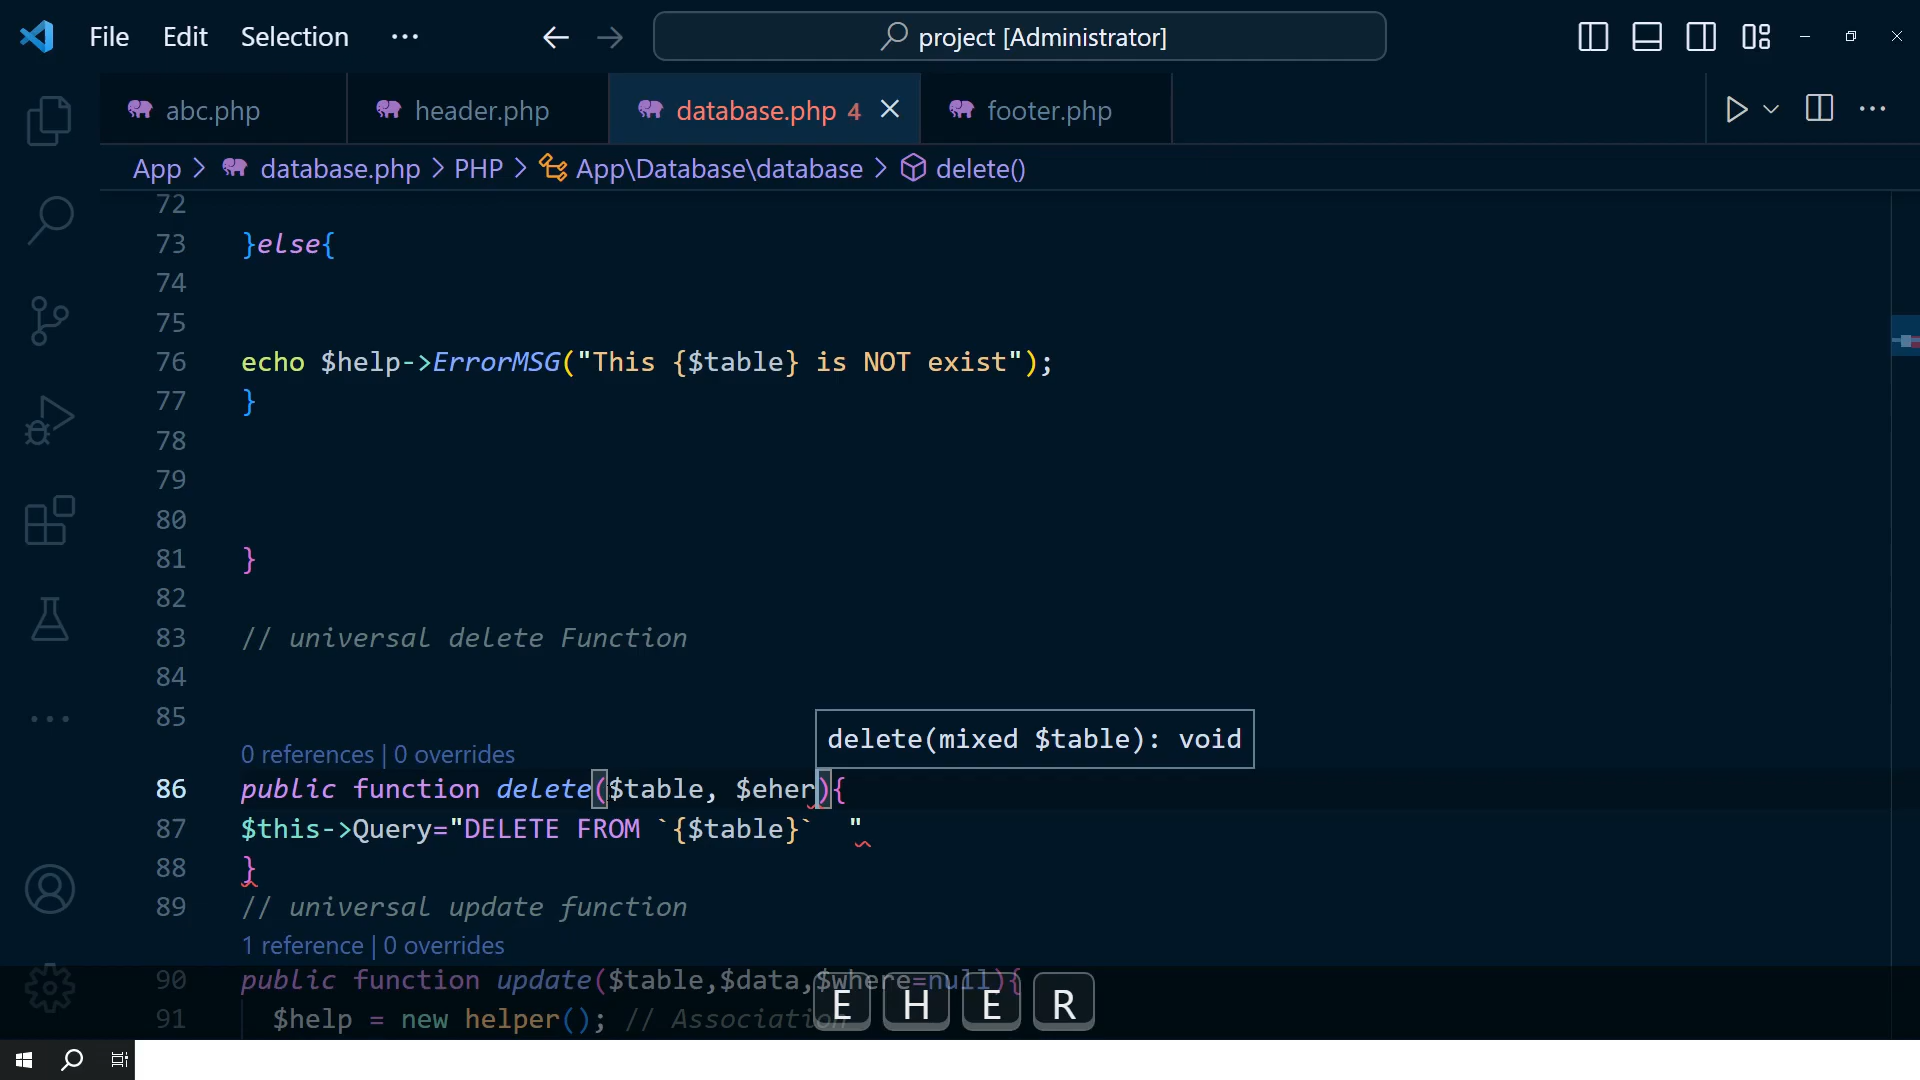 File Edit Selection ··· project [Administrator]
abc.php header.php database.php 4 footer.php
App > database.php > PHP > App\Database\database > delete()
72
73 }else{
74
75
76 echo $help->ErrorMSG("This {$table} is NOT exist");
77 }
78
79
80
81 }
82
83 // universal delete Function
84
85
delete(mixed $table): void
0 references | 0 overrides
86 public function delete($table, $eher){
87 $this->Query="DELETE FROM `{$table}`  "
88 }
89 // universal update function
1 reference | 0 overrides
90 public function update($table,$data,$where=null){
91 $help = new helper(); // Association
E H E R